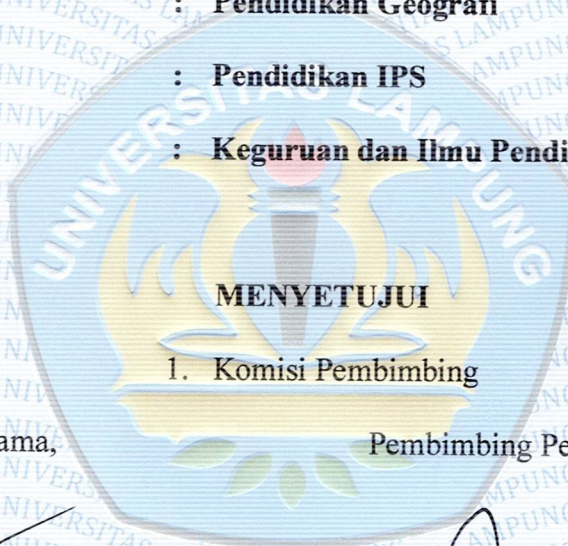 : Pendidikan Geografi
: Pendidikan IPS
: Keguruan dan Ilmu Pendi
UNIVERSITAS LAMPUNG
MENYETUJUI
1. Komisi Pembimbing
ama, Pembimbing Pe